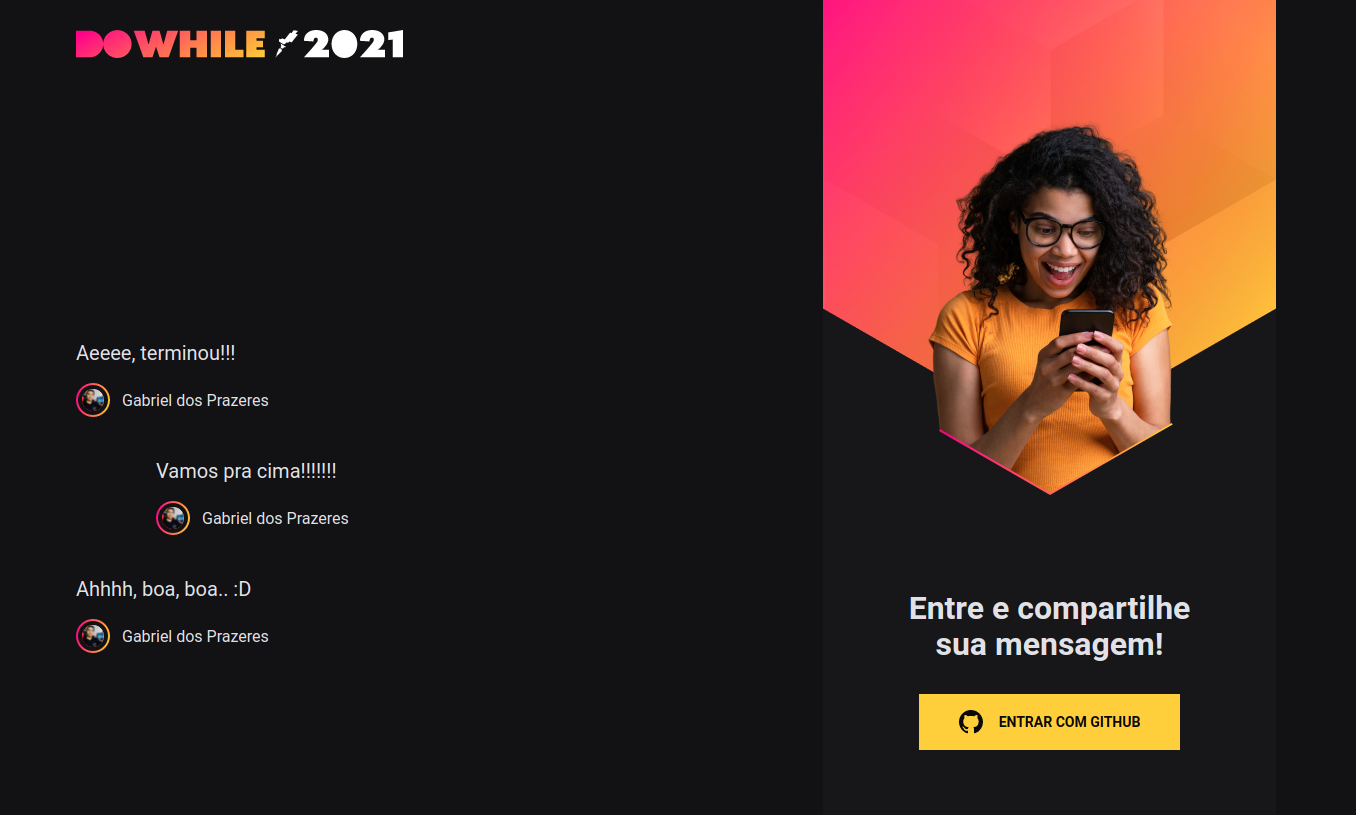 DOWHILE 2021
Aeeee, terminou!!!
Gabriel dos Prazeres
Vamos pra cima!!!!!!!
Gabriel dos Prazeres
Ahhhh, boa, boa.. :D
Gabriel dos Prazeres
Entre e compartilhe
sua mensagem!
ENTRAR COM GITHUB